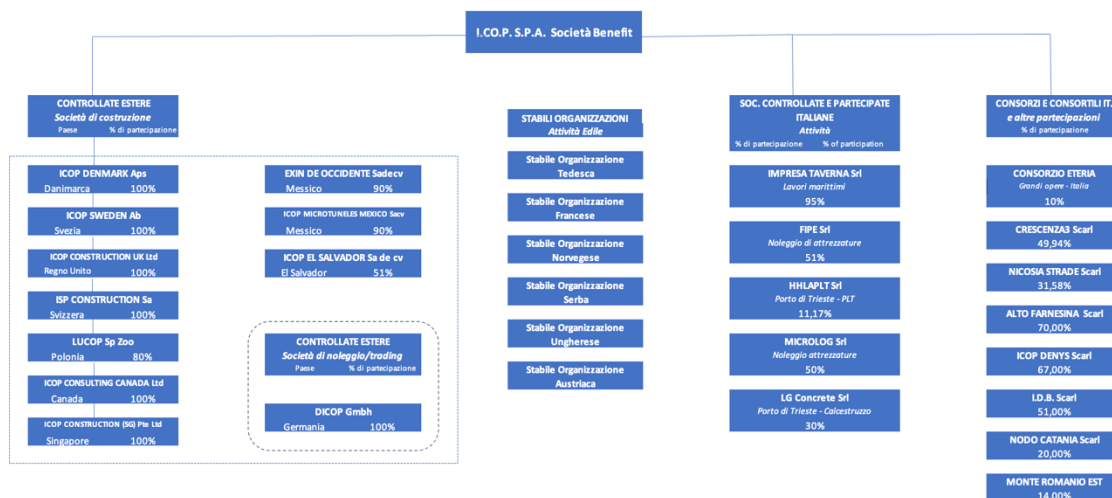 I.CO.P. S.P.A. Società Benefit
CONTROLLATE ESTERE
Società di costruzione
Paese % di partecipazione
ICOP DENMARK Aps
Danimarca 100%
ICOP SWEDEN Ab
Svezia 100%
ICOP CONSTRUCTION UK Ltd
Regno Unito 100%
ISP CONSTRUCTION Sa
Svizzera 100%
LUCOP Sp Zoo
Polonia 80%
ICOP CONSULTING CANADA Ltd
Canada 100%
ICOP CONSTRUCTION (SG) Pte Ltd
Singapore 100%
EXIN DE OCCIDENTE Sadecv
Messico 90%
ICOP MICROTUNELES MEXICO Sacv
Messico 90%
ICOP EL SALVADOR Sa de cv
El Salvador 51%
CONTROLLATE ESTERE
Società di noleggio/trading
Paese % di partecipazione
DICOP Gmbh
Germania 100%
STABILI ORGANIZZAZIONI
Attività Edile
Stabile Organizzazione
Tedesca
Stabile Organizzazione
Francese
Stabile Organizzazione
Norvegese
Stabile Organizzazione
Serba
Stabile Organizzazione
Ungherese
Stabile Organizzazione
Austriaca
SOC. CONTROLLATE E PARTECIPATE
ITALIANE
Attività
% di partecipazione % of participation
IMPRESA TAVERNA Srl
Lavori marittimi
95%
FIPE Srl
Noleggio di attrezzature
51%
HHLAPLT Srl
Porto di Trieste - PLT
11,17%
MICROLOG Srl
Noleggio attrezzature
50%
LG Concrete Srl
Porto di Trieste - Calcestruzzo
30%
CONSORZI E CONSORTILI IT.
e altre partecipazioni
% di partecipazione
CONSORZIO ETERIA
Grandi opere - Italia
10%
CRESCENZA3 Scarl
49,94%
NICOSIA STRADE Scarl
31,58%
ALTO FARNESINA Scarl
70,00%
ICOP DENYS Scarl
67,00%
I.D.B. Scarl
51,00%
NODO CATANIA Scarl
20,00%
MONTE ROMANIO EST
14,00%